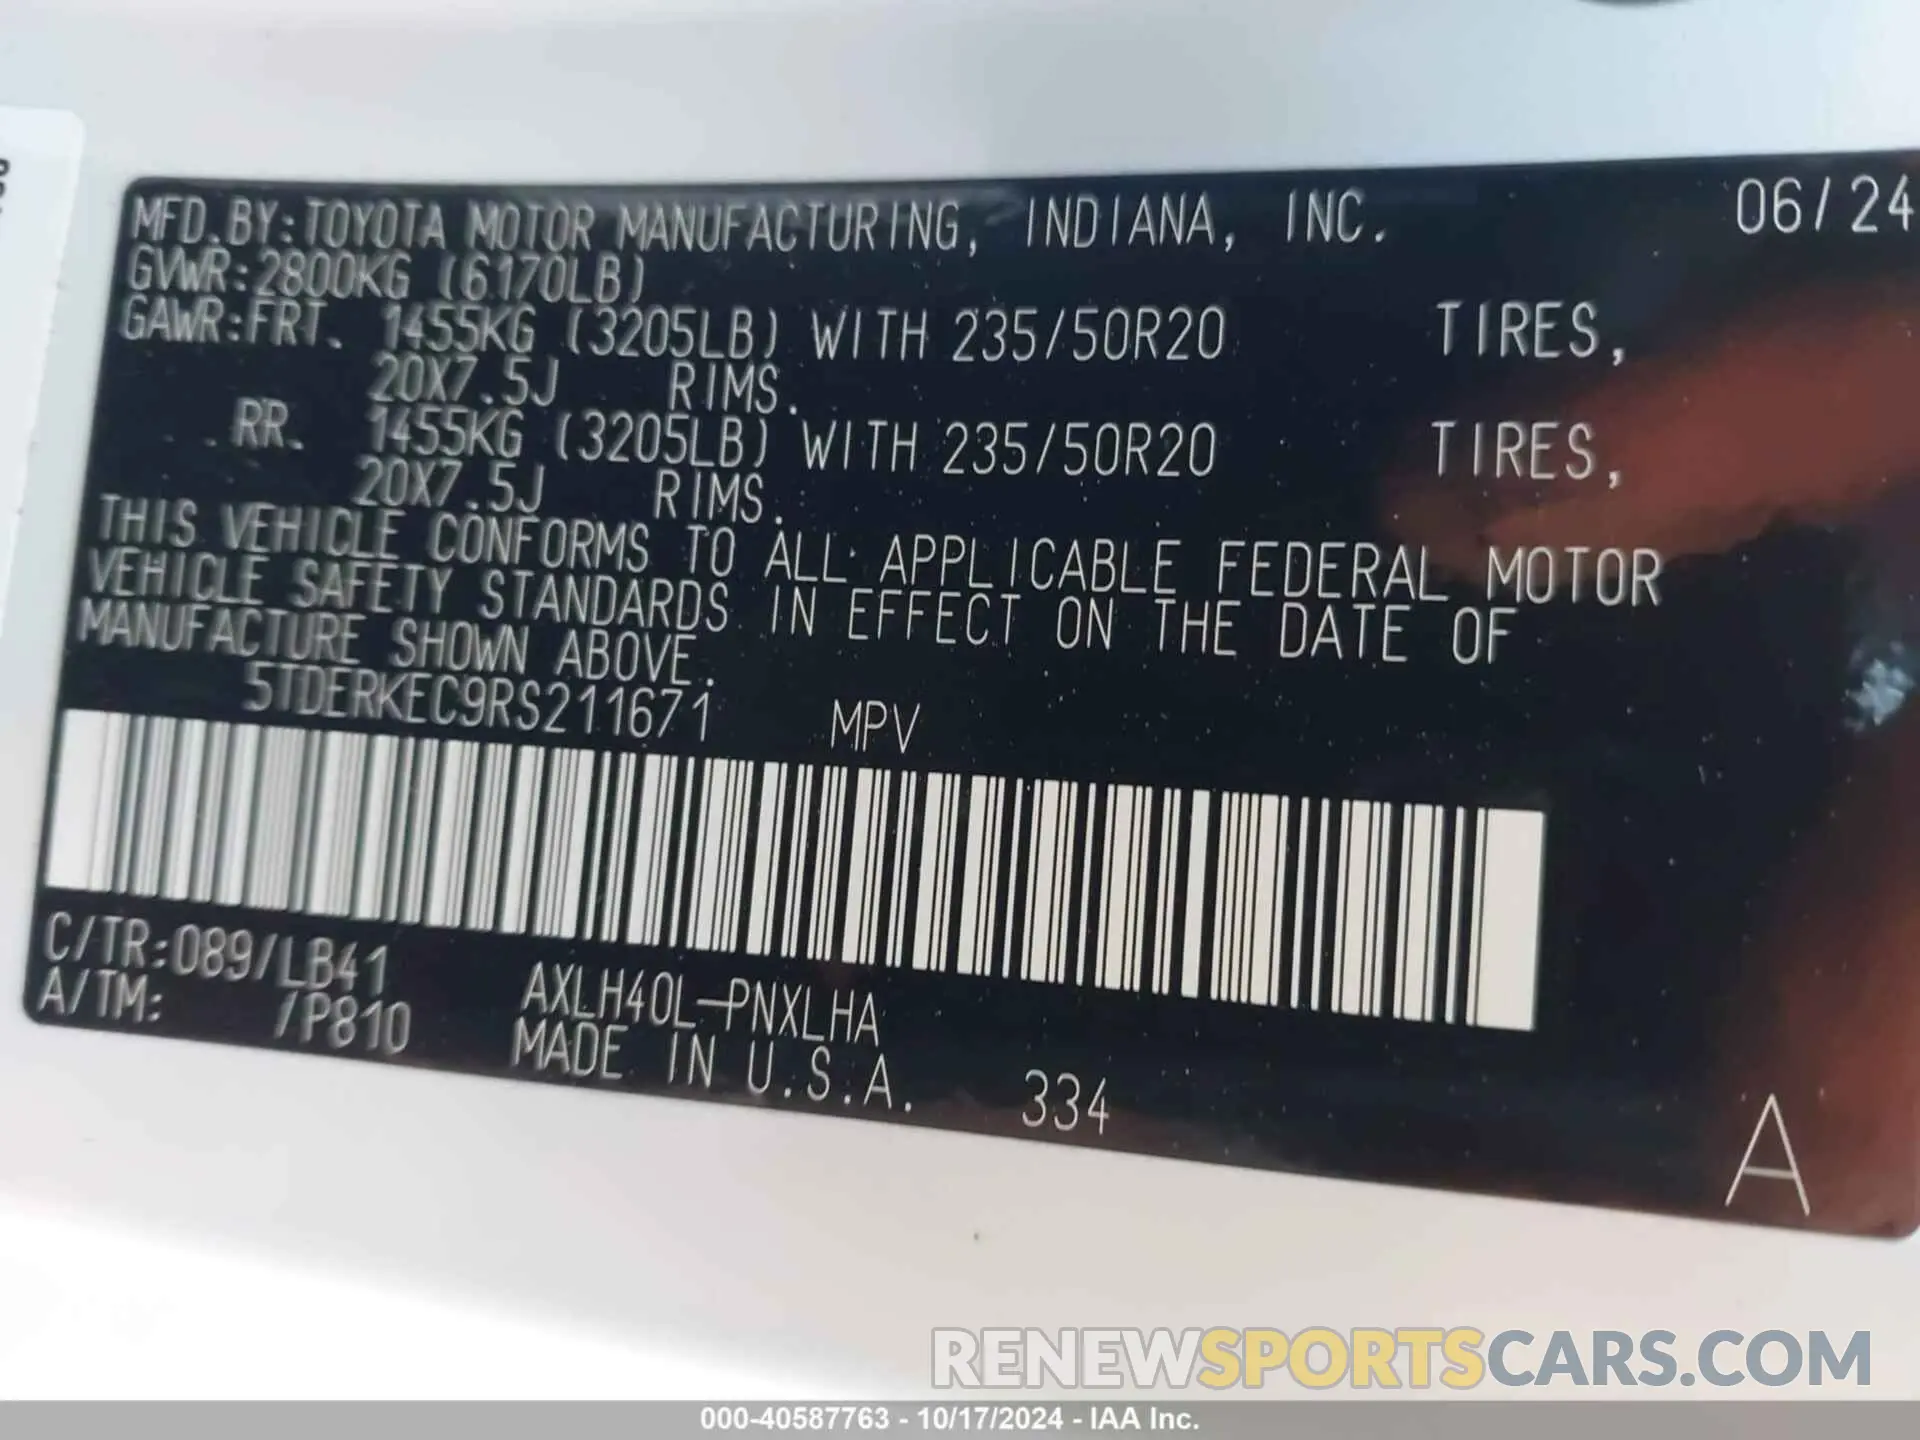 MFD.BY:TOYOTA MOTOR MANUFACTURING, INDIANA, INC. 06/24
GVWR:2800KG (6170LB)
GAWR:FRT. 1455KG (3205LB) WITH 235/50R20 TIRES,
20X7.5J RIMS.
RR. 1455KG (3205LB) WITH 235/50R20 TIRES,
20X7.5J RIMS.
THIS VEHICLE CONFORMS TO ALL APPLICABLE FEDERAL MOTOR
VEHICLE SAFETY STANDARDS IN EFFECT ON THE DATE OF
MANUFACTURE SHOWN ABOVE.
5TDERKEC9RS211671 MPV
C/TR:089/LB41
A/TM: /P810
AXLH40L-PNXLHA
MADE IN U.S.A. 334
A
RENEWSPORTSCARS.COM
000-40587763 - 10/17/2024 - IAA Inc.